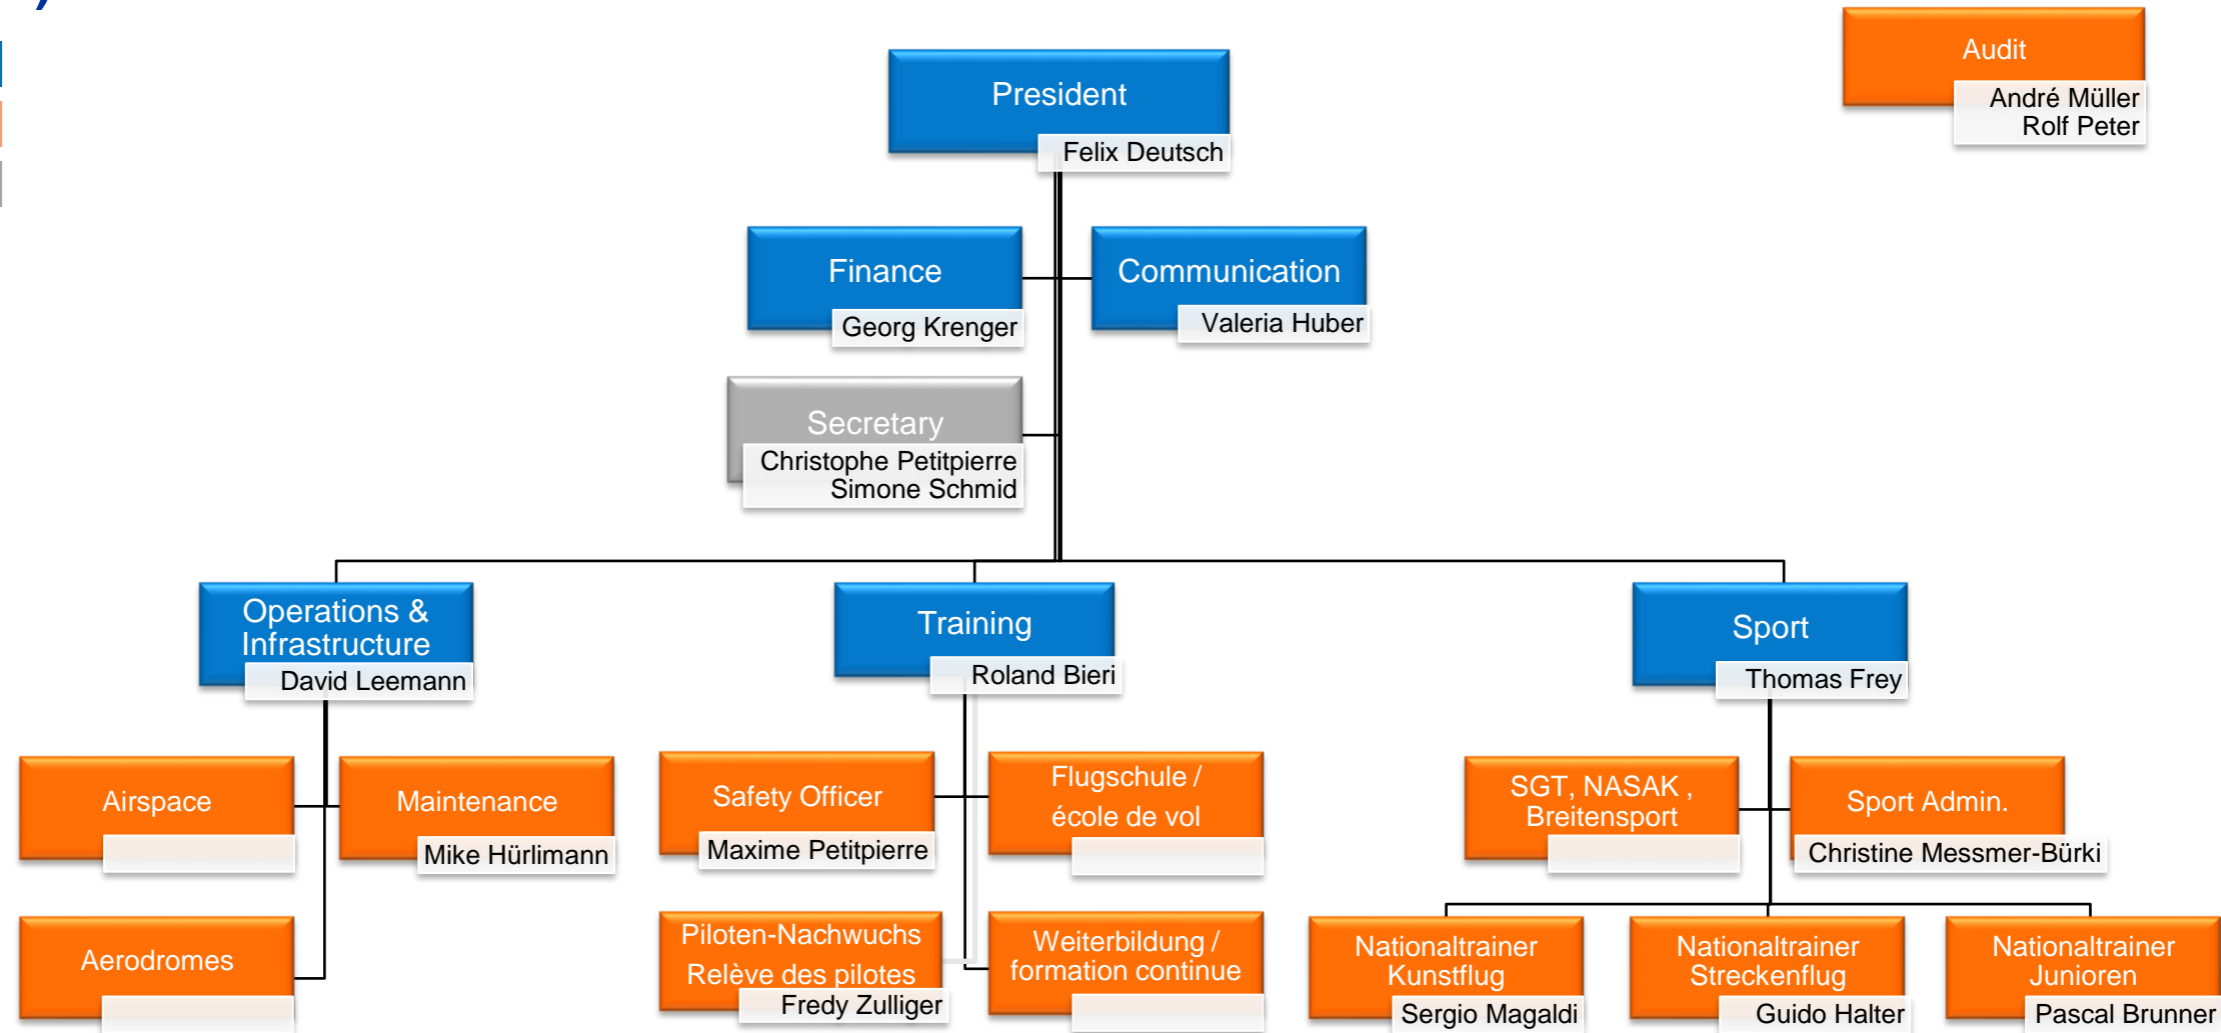 Audit
André Müller
Rolf Peter
President
Felix Deutsch
Finance
Georg Krenger
Communication
Valeria Huber
Secretary
Christophe Petitpierre
Simone Schmid
Operations &
Infrastructure
David Leemann
Training
Roland Bieri
Sport
Thomas Frey
Airspace
Maintenance
Mike Hürlimann
Safety Officer
Maxime Petitpierre
Flugschule /
école de vol
SGT, NASAK ,
Breitensport
Sport Admin.
Christine Messmer-Bürki
Aerodromes
Piloten-Nachwuchs
Relève des pilotes
Fredy Zulliger
Weiterbildung /
formation continue
Nationaltrainer
Kunstflug
Sergio Magaldi
Nationaltrainer
Streckenflug
Guido Halter
Nationaltrainer
Junioren
Pascal Brunner